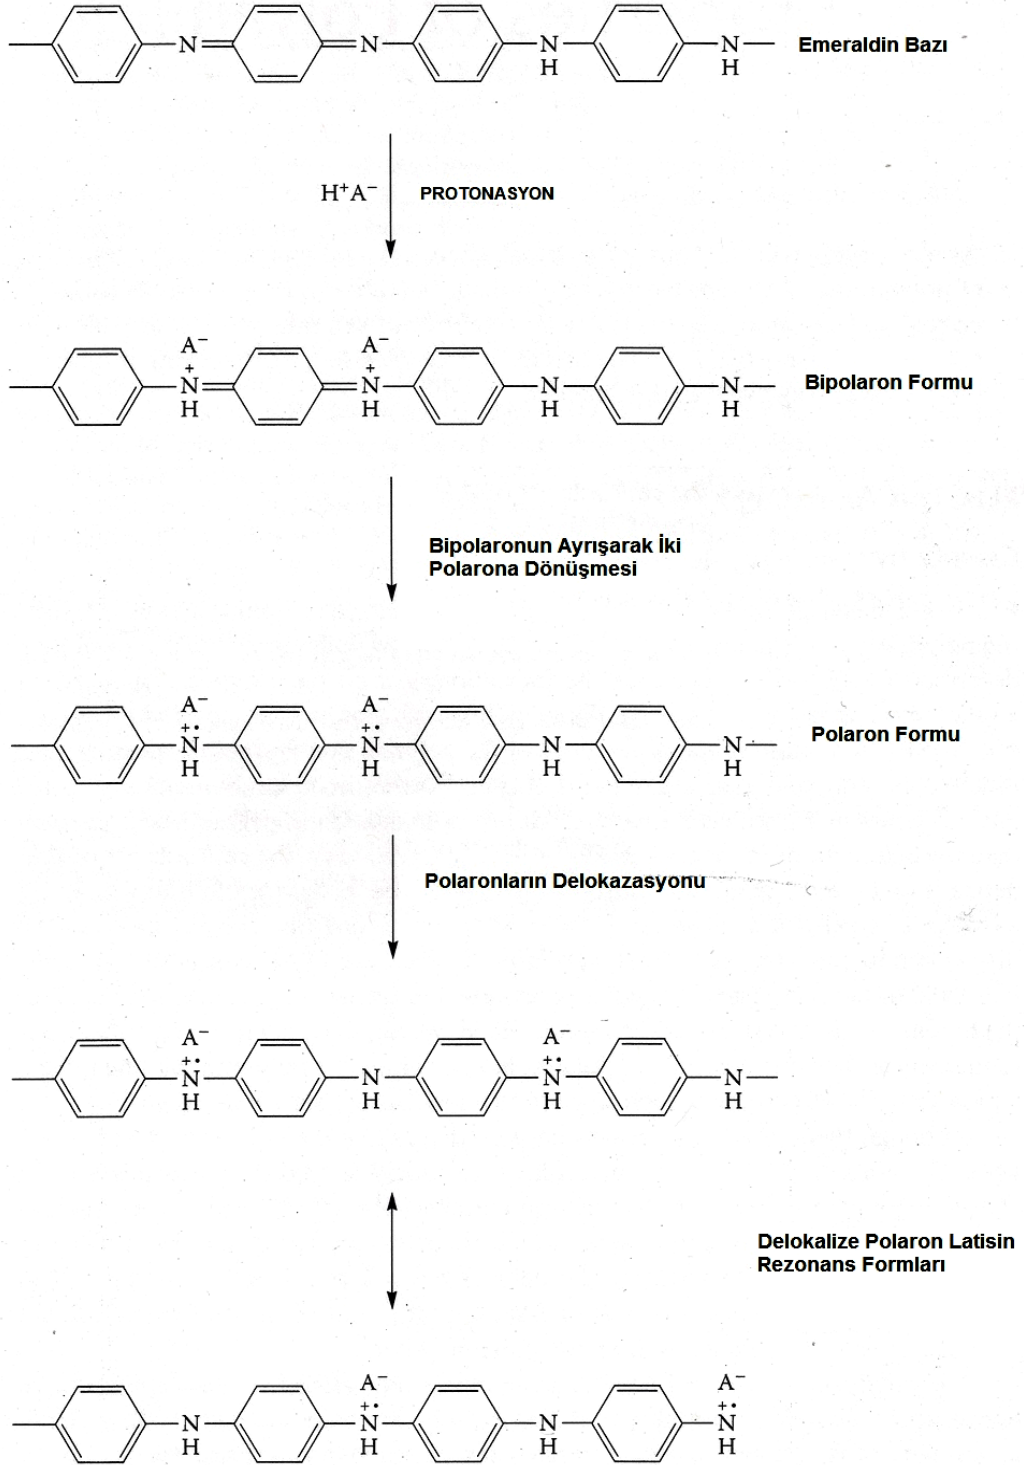 N N N N Emeraldin Bazı
H H
H⁺A⁻ PROTONASYON
A⁻ A⁻
+ +
N N N N Bipolaron Formu
H H H H
Bipolaronun Ayrışarak İki
Polarona Dönüşmesi
A⁻ A⁻
+• +•
N N N N Polaron Formu
H H H H
Polaronların Delokazasyonu
A⁻ A⁻
+• +•
N N N N
H H H H
Delokalize Polaron Latisin
Rezonans Formları
A⁻ A⁻
+• +•
N N N N
H H H H